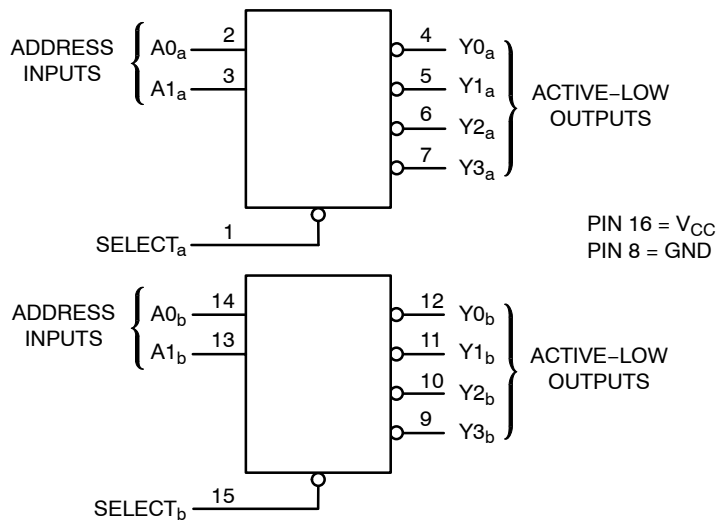 ADDRESS
INPUTS
A0a 2
A1a 3
4 Y0a
5 Y1a
6 Y2a
7 Y3a
ACTIVE–LOW
OUTPUTS
SELECTa 1
PIN 16 = VCC
PIN 8 = GND
ADDRESS
INPUTS
A0b 14
A1b 13
12 Y0b
11 Y1b
10 Y2b
9 Y3b
ACTIVE–LOW
OUTPUTS
SELECTb 15